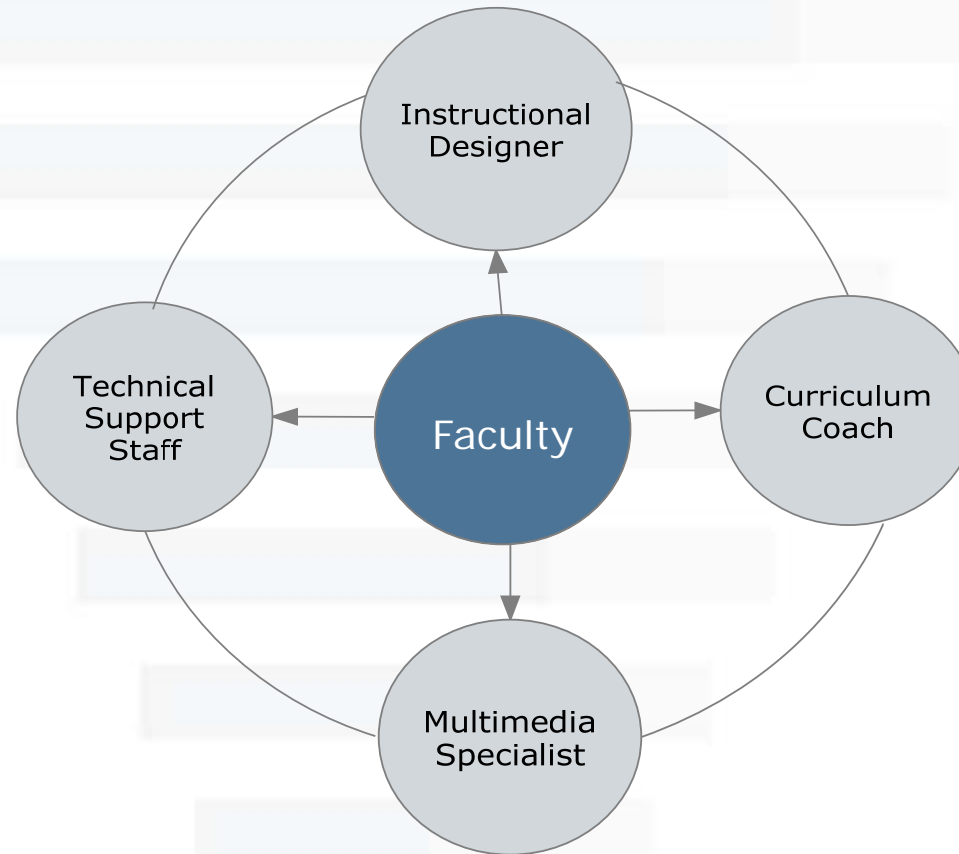 Instructional
Designer
Technical
Support
Staff
Faculty
Curriculum
Coach
Multimedia
Specialist